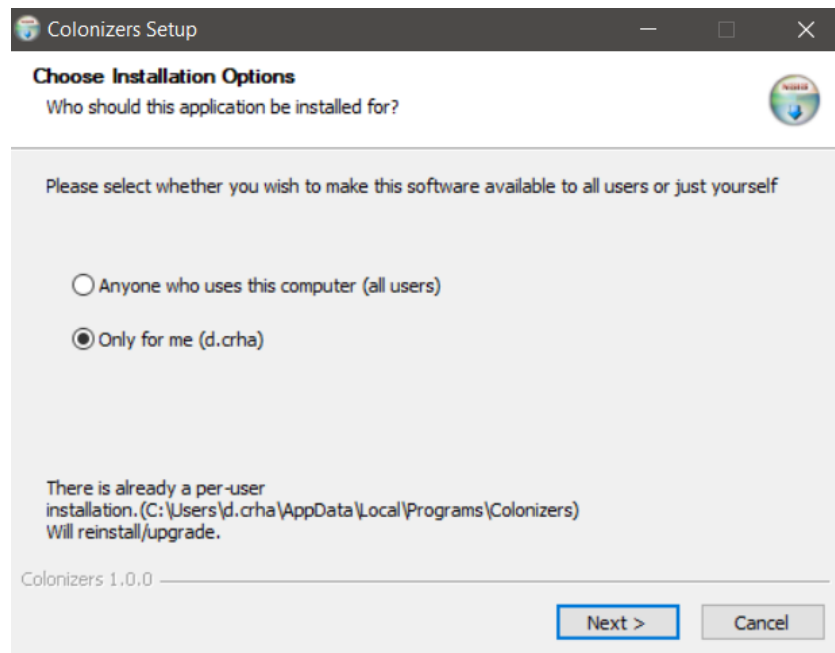 Colonizers Setup
Choose Installation Options
Who should this application be installed for?
Please select whether you wish to make this software available to all users or just yourself
Anyone who uses this computer (all users)
Only for me (d.crha)
There is already a per-user
installation.(C:\Users\d.crha\AppData\Local\Programs\Colonizers)
Will reinstall/upgrade.
Colonizers 1.0.0
Next >
Cancel